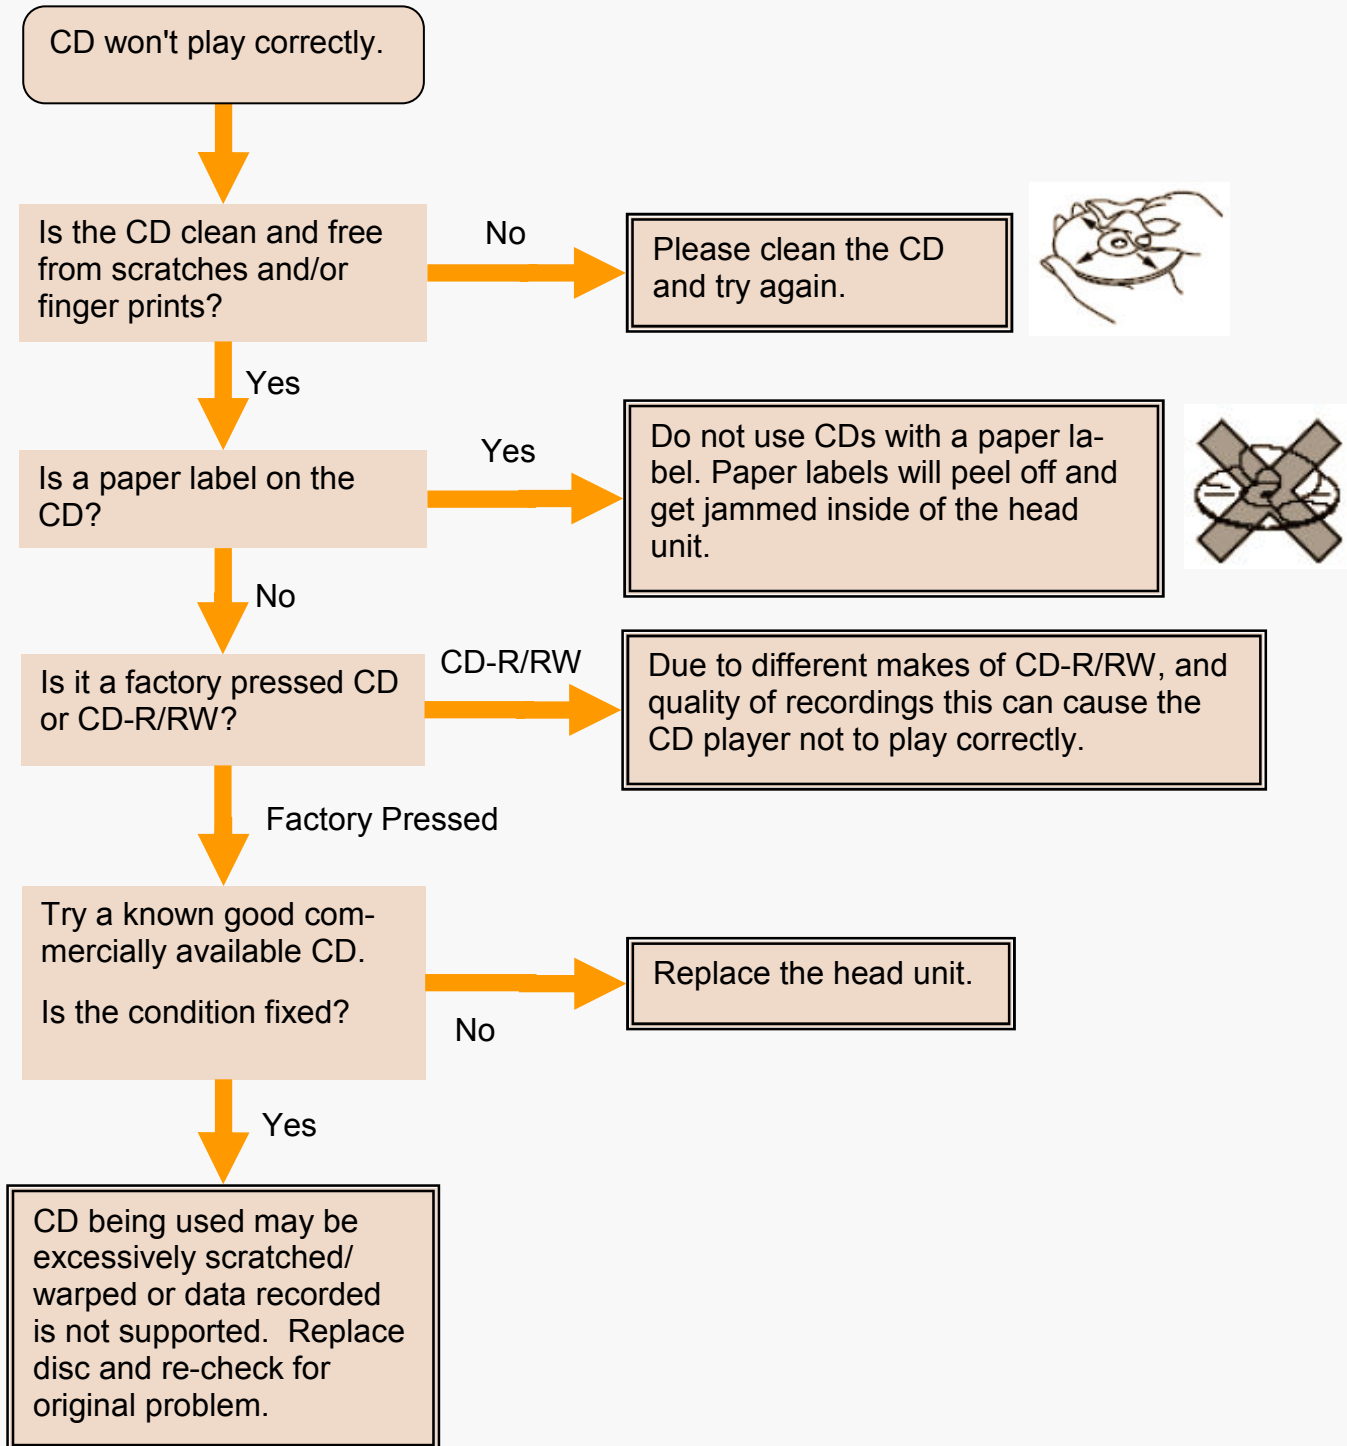 CD won't play correctly.
Is the CD clean and free
from scratches and/or
finger prints?
No
Please clean the CD
and try again.
Yes
Is a paper label on the
CD?
Yes
Do not use CDs with a paper la-
bel. Paper labels will peel off and
get jammed inside of the head
unit.
No
Is it a factory pressed CD
or CD-R/RW?
CD-R/RW
Due to different makes of CD-R/RW, and
quality of recordings this can cause the
CD player not to play correctly.
Factory Pressed
Try a known good com-
mercially available CD.
Is the condition fixed?
No
Replace the head unit.
Yes
CD being used may be
excessively scratched/
warped or data recorded
is not supported.  Replace
disc and re-check for
original problem.